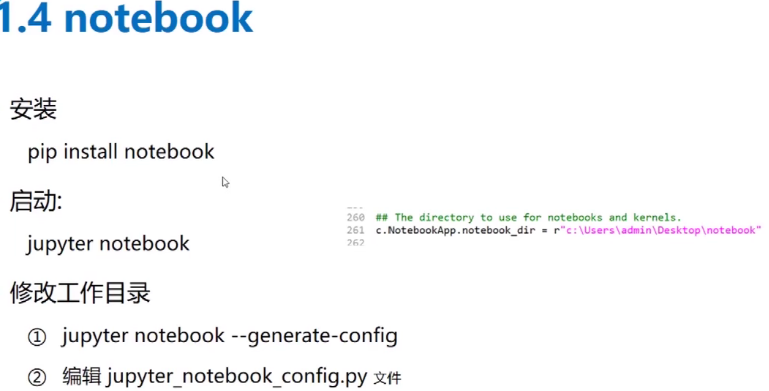 1.4 notebook
安装
pip install notebook
启动:
jupyter notebook
260 ## The directory to use for notebooks and kernels.
261 c.NotebookApp.notebook_dir = r"c:\Users\admin\Desktop\notebook"
262
修改工作目录
① jupyter notebook --generate-config
② 编辑 jupyter_notebook_config.py 文件